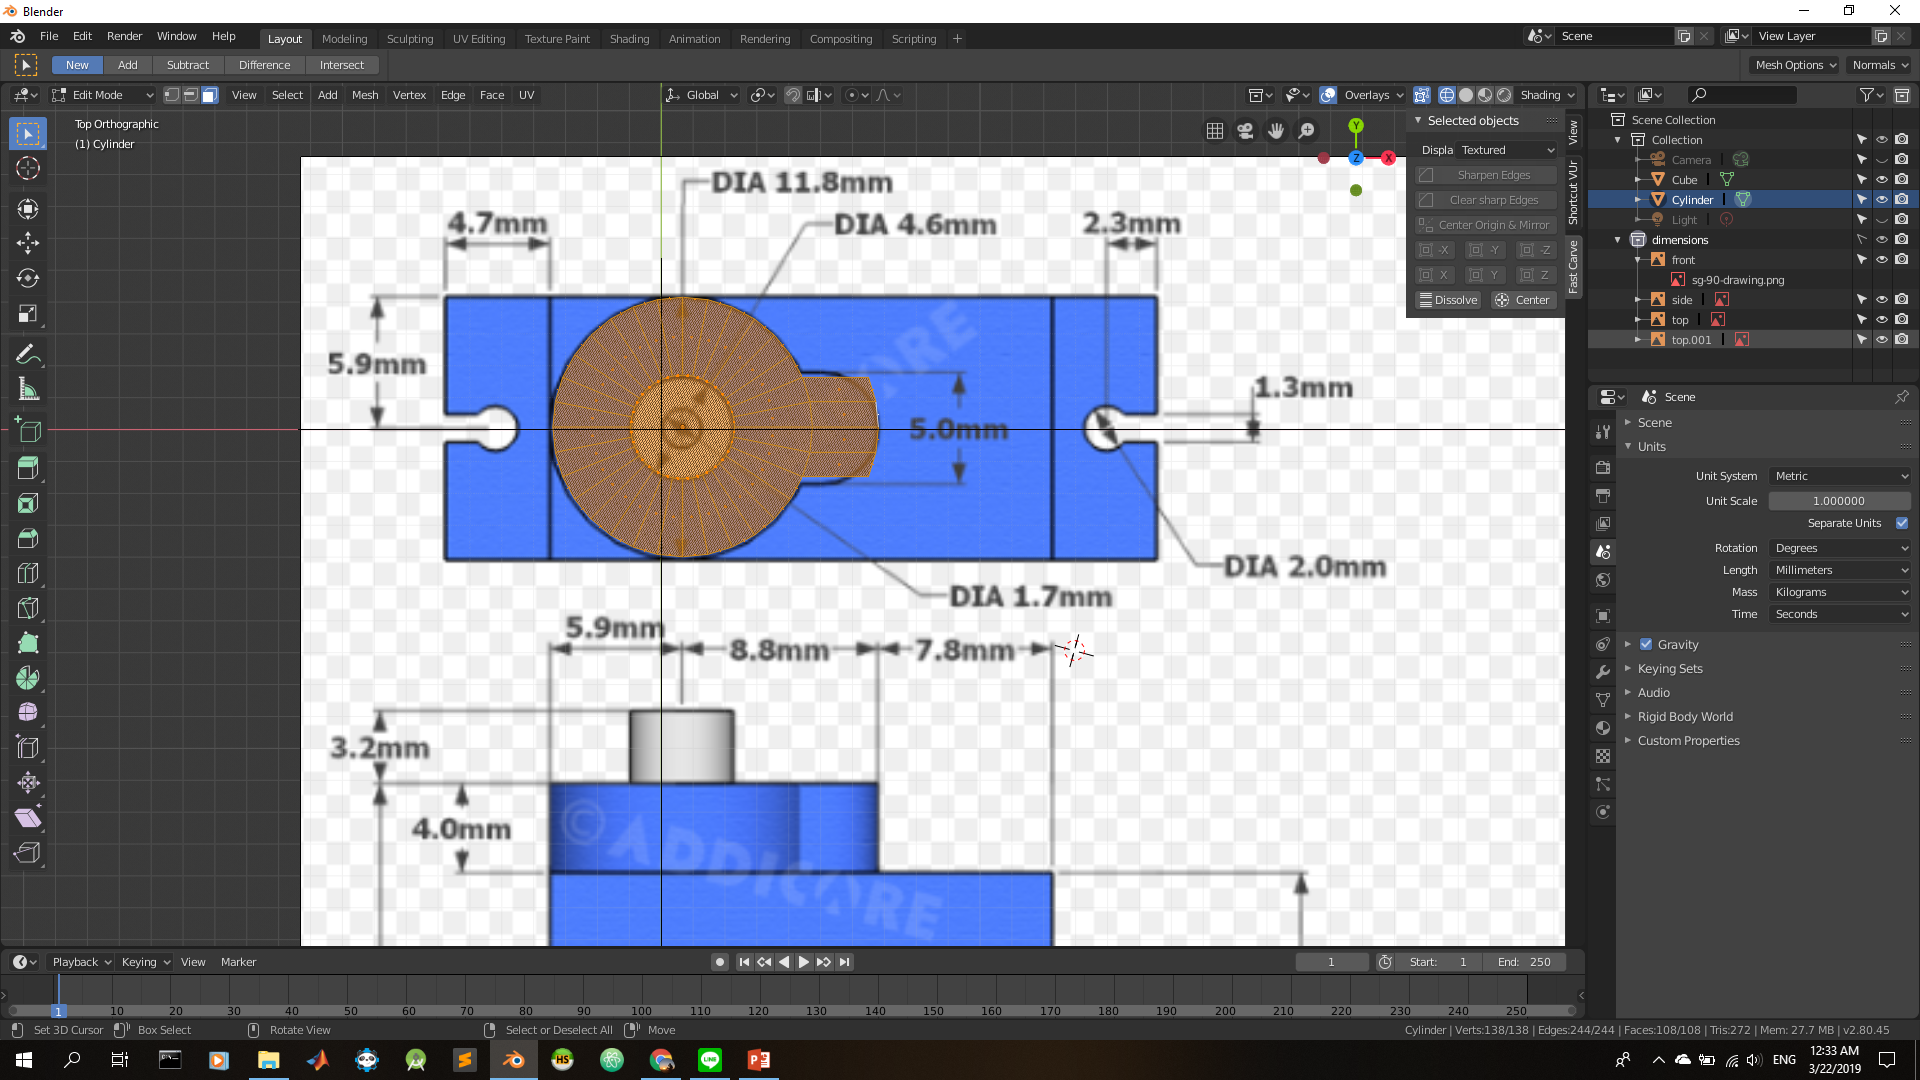 Blender
File Edit Render Window Help Layout Modeling Sculpting UV Editing Texture Paint Shading Animation Rendering Compositing Scripting + Scene View Layer
New Add Subtract Difference Intersect Mesh Options Normals
Edit Mode View Select Add Mesh Vertex Edge Face UV Global Overlays Shading
Top Orthographic
(1) Cylinder
Y
X
Z
Selected objects
Displa Textured
Sharpen Edges
Clear sharp Edges
Center Origin & Mirror
-X -Y -Z
X Y Z
Dissolve Center
View
Shortcut VUr
Fast Carve
DIA 11.8mm
4.7mm
DIA 4.6mm
2.3mm
5.9mm
1.3mm
5.0mm
DIA 2.0mm
DIA 1.7mm
5.9mm
8.8mm
7.8mm
3.2mm
4.0mm
©ADDICORE
Scene Collection
Collection
Camera
Cube
Cylinder
Light
dimensions
front
sg-90-drawing.png
side
top
top.001
Scene
Scene
Units
Unit System Metric
Unit Scale 1.000000
Separate Units
Rotation Degrees
Length Millimeters
Mass Kilograms
Time Seconds
Gravity
Keying Sets
Audio
Rigid Body World
Custom Properties
Playback Keying View Marker 1 Start: 1 End: 250
1 10 20 30 40 50 60 70 80 90 100 110 120 130 140 150 160 170 180 190 200 210 220 230 240 250
Set 3D Cursor Box Select Rotate View Select or Deselect All Move Cylinder | Verts:138/138 | Edges:244/244 | Faces:108/108 | Tris:272 | Mem: 27.7 MB | v2.80.45
HS LINE ENG 12:33 AM
3/22/2019